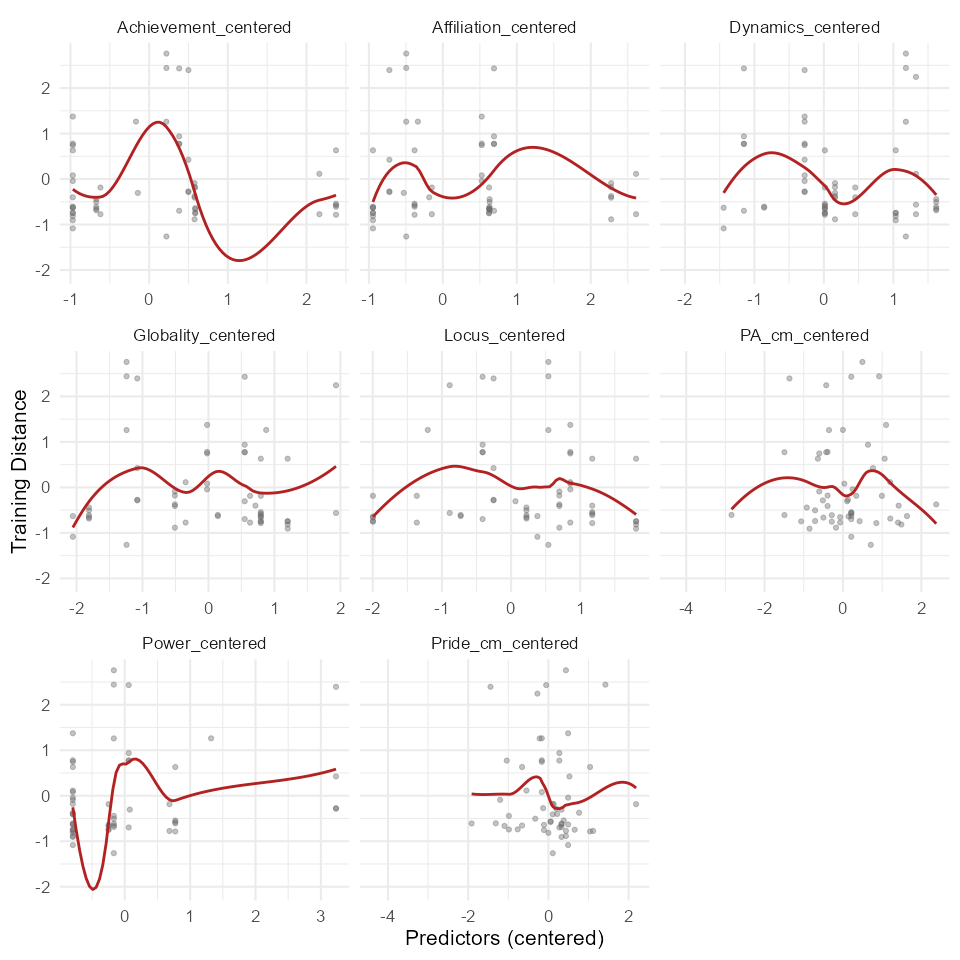 Achievement_centered Affiliation_centered Dynamics_centered
2
1
0
-1
-2
-1 0 1 2 -1 0 1 2 -2 -1 0 1
Globality_centered Locus_centered PA_cm_centered
2
1
0
-1
-2
-2 -1 0 1 2 -2 -1 0 1 -4 -2 0 2
Training Distance
Power_centered Pride_cm_centered
2
1
0
-1
-2
0 1 2 3 -4 -2 0 2
Predictors (centered)